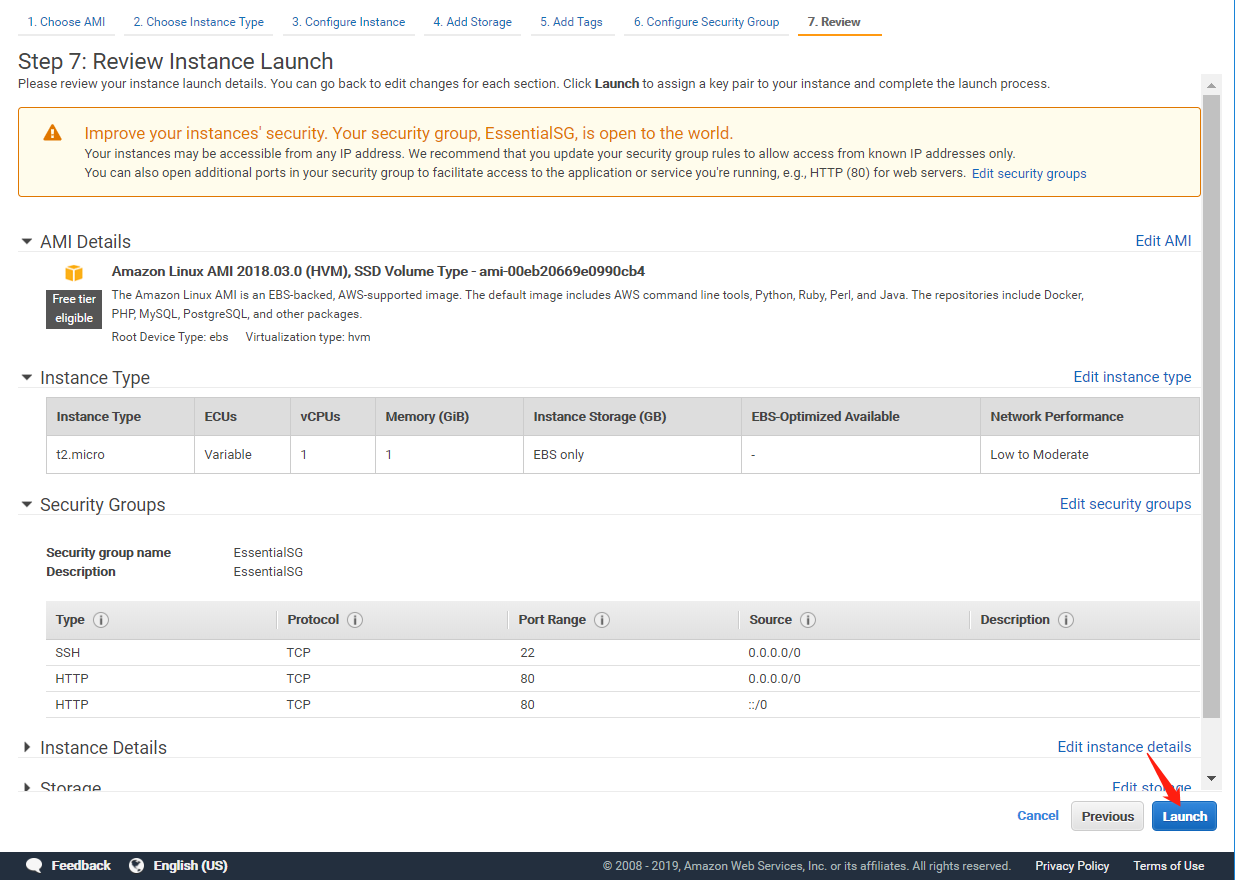 1. Choose AMI 2. Choose Instance Type 3. Configure Instance 4. Add Storage 5. Add Tags 6. Configure Security Group 7. Review
Step 7: Review Instance Launch
Please review your instance launch details. You can go back to edit changes for each section. Click Launch to assign a key pair to your instance and complete the launch process.
Improve your instances' security. Your security group, EssentialSG, is open to the world.
Your instances may be accessible from any IP address. We recommend that you update your security group rules to allow access from known IP addresses only.
You can also open additional ports in your security group to facilitate access to the application or service you're running, e.g., HTTP (80) for web servers. Edit security groups
AMI Details Edit AMI
Amazon Linux AMI 2018.03.0 (HVM), SSD Volume Type - ami-00eb20669e0990cb4
Free tier
eligible
The Amazon Linux AMI is an EBS-backed, AWS-supported image. The default image includes AWS command line tools, Python, Ruby, Perl, and Java. The repositories include Docker,
PHP, MySQL, PostgreSQL, and other packages.
Root Device Type: ebs Virtualization type: hvm
Instance Type Edit instance type
Instance Type ECUs vCPUs Memory (GiB) Instance Storage (GB) EBS-Optimized Available Network Performance
t2.micro Variable 1 1 EBS only - Low to Moderate
Security Groups Edit security groups
Security group name EssentialSG
Description EssentialSG
Type Protocol Port Range Source Description
SSH TCP 22 0.0.0.0/0
HTTP TCP 80 0.0.0.0/0
HTTP TCP 80 ::/0
Instance Details Edit instance details
Storage Edit storage
Cancel Previous Launch
Feedback English (US) © 2008 - 2019, Amazon Web Services, Inc. or its affiliates. All rights reserved. Privacy Policy Terms of Use